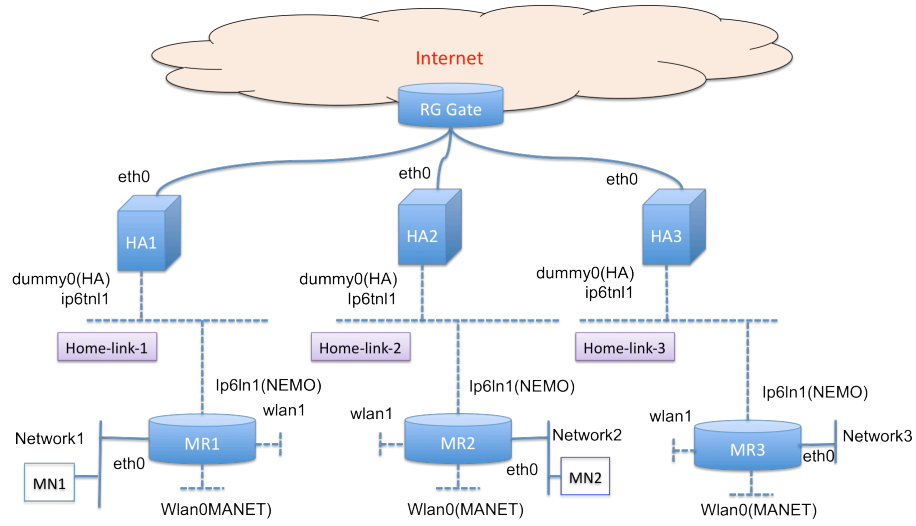 Internet
RG Gate
eth0
eth0
eth0
HA1
HA2
HA3
dummy0(HA)
ip6tnl1
dummy0(HA)
Ip6tnl1
dummy0(HA)
ip6tnl1
Home-link-1
Home-link-2
Home-link-3
Ip6ln1(NEMO)
Ip6ln1(NEMO)
Ip6ln1(NEMO)
wlan1
wlan1
wlan1
Network1
MR1
MR2
Network2
MR3
Network3
eth0
eth0
eth0
MN1
MN2
Wlan0MANET)
Wlan0(MANET)
Wlan0(MANET)